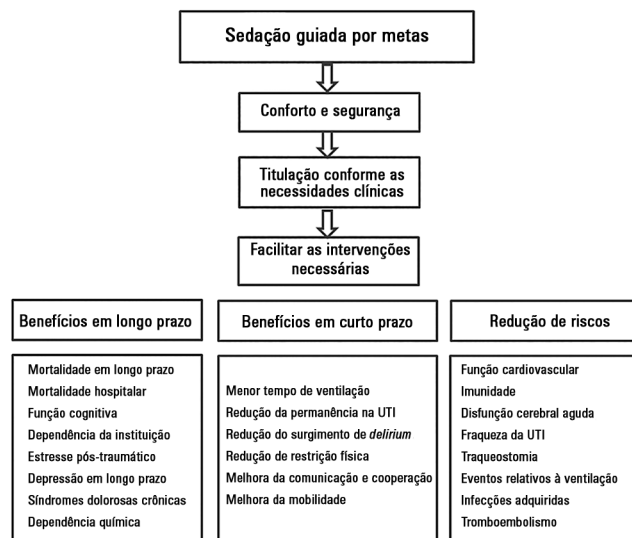 Sedação guiada por metas
Conforto e segurança
Titulação conforme as
necessidades clínicas
Facilitar as intervenções
necessárias
Benefícios em longo prazo
Mortalidade em longo prazo
Mortalidade hospitalar
Função cognitiva
Dependência da instituição
Estresse pós-traumático
Depressão em longo prazo
Síndromes dolorosas crônicas
Dependência química
Benefícios em curto prazo
Menor tempo de ventilação
Redução da permanência na UTI
Redução do surgimento de delirium
Redução de restrição física
Melhora da comunicação e cooperação
Melhora da mobilidade
Redução de riscos
Função cardiovascular
Imunidade
Disfunção cerebral aguda
Fraqueza da UTI
Traqueostomia
Eventos relativos à ventilação
Infecções adquiridas
Tromboembolismo